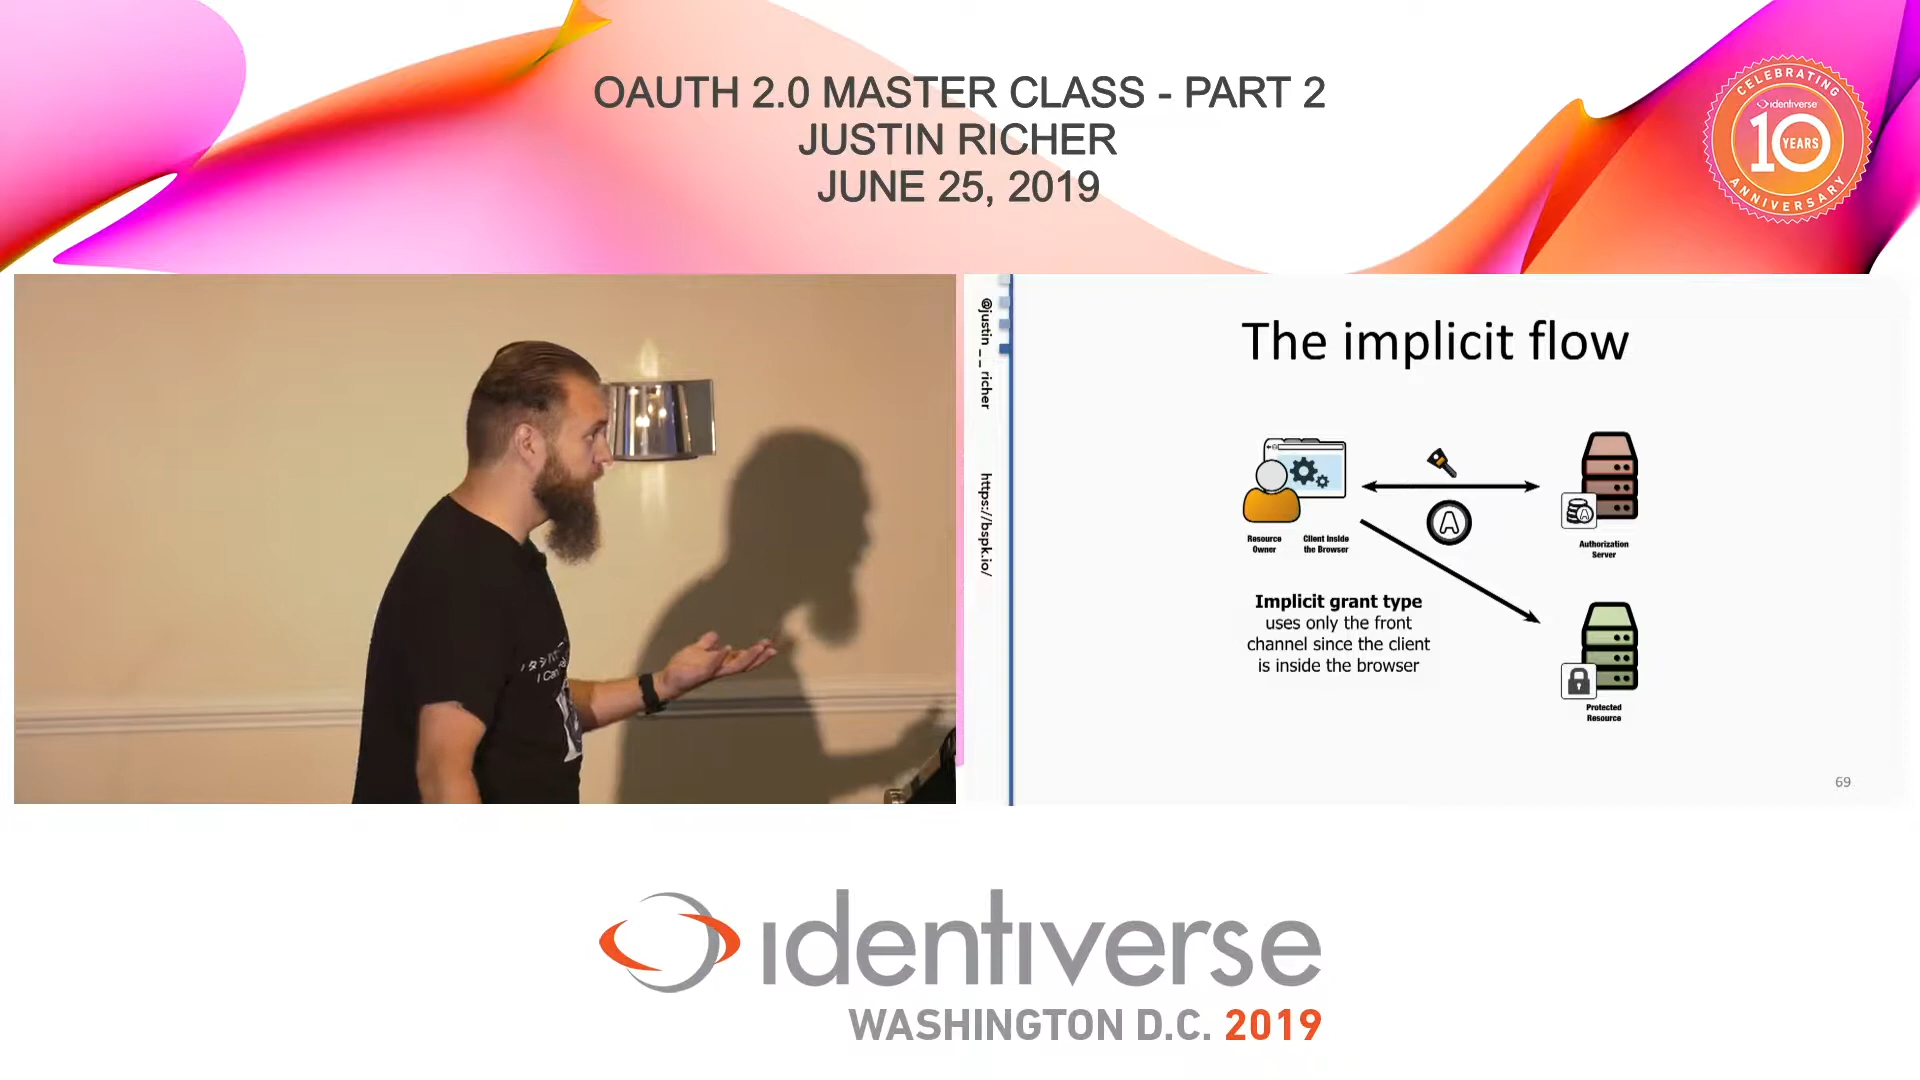 OAUTH 2.0 MASTER CLASS - PART 2
JUSTIN RICHER
JUNE 25, 2019
CELEBRATING
identiverse
10
YEARS
ANNIVERSARY
@justin__richer
https://bspk.io/
The implicit flow
A
A
Resource
Owner
Client Inside
the Browser
Authorization
Server
Implicit grant type
uses only the front
channel since the client
is inside the browser
Protected
Resource
69
I Can
identiverse
WASHINGTON D.C. 2019